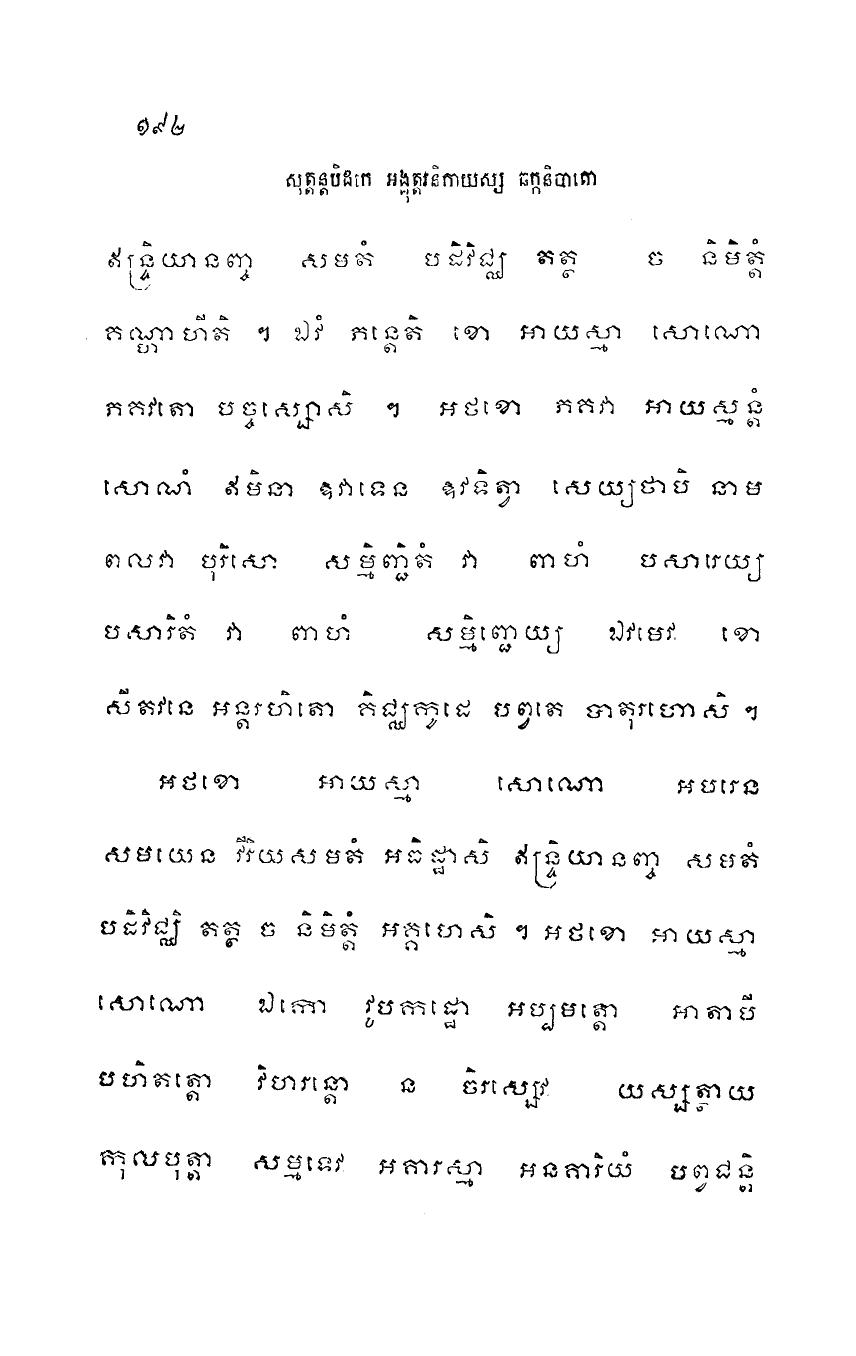 ១៩២
សុត្តន្តបិដកេ អង្គុត្តរនិកាយស្ស ឆក្កនិបាតោ
ឥន្ទ្រិយានញ្ច សមតំ បដិវិជ្ឈ តត្ថ ច និមិត្តំ
គណ្ហាហីតិ ។ ឯវំ ភន្តេតិ ខោ អាយស្មា សោណោ
ភគវតោ បច្ចស្សោសិ ។ អថខោ ភគវា អាយស្មន្តំ
សោណំ ឥមិនា ឱវាទេន ឱវទិត្វា សេយ្យថាបិ នាម
ពលវា បុរិសោ សម្មិញ្ជិតំ វា ពាហំ បសារេយ្យ
បសារិតំ វា ពាហំ សម្មិញ្ជេយ្យ ឯវមេវ ខោ
សីតវនេ អន្តរហិតោ គិជ្ឈកូដេ បព្វតេ បាតុរហោសិ ។
អថខោ អាយស្មា សោណោ អបរេន
សមយេន វីរិយសមតំ អធិដ្ឋាសិ ឥន្ទ្រិយានញ្ច សមតំ
បដិវិជ្ឈិ តត្ថ ច និមិត្តំ អគ្គហេសិ ។ អថខោ អាយស្មា
សោណោ ឯកោ វូបកដ្ឋោ អប្បមត្តោ អាតាបី
បហិតត្តោ វិហរន្តោ ន ចិរស្សេវ យស្សត្ថាយ
កុលបុត្តា សម្មទេវ អគារស្មា អនគារិយំ បព្វជន្តិ